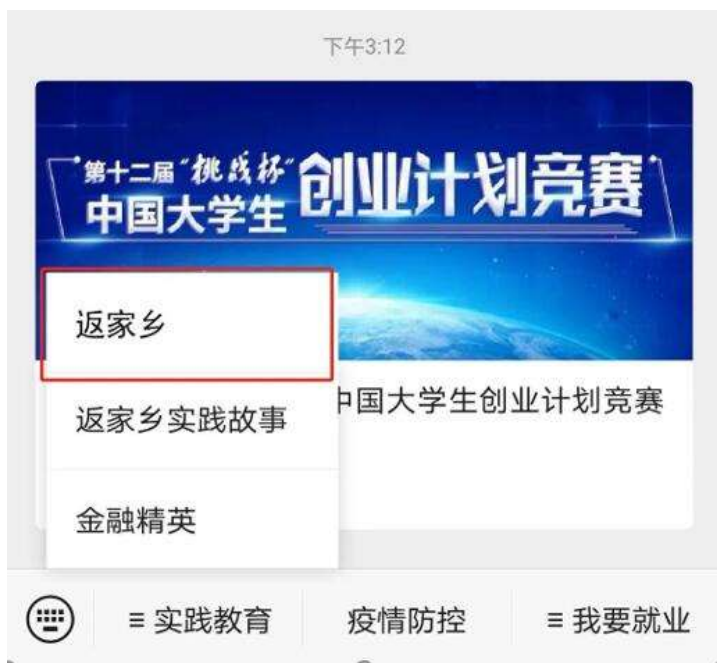 下午3:12
第十二届“挑战杯”
中国大学生
创业计划竞赛
返家乡
中国大学生创业计划竞赛
返家乡实践故事
金融精英
≡ 实践教育
疫情防控
≡ 我要就业